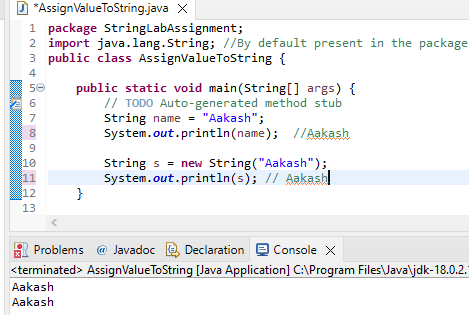 *AssignValueToString.java
1 package StringLabAssignment;
2 import java.lang.String; //By default present in the package
3 public class AssignValueToString {
4
5 public static void main(String[] args) {
6 // TODO Auto-generated method stub
7 String name = "Aakash";
8 System.out.println(name); //Aakash
9
10 String s = new String("Aakash");
11 System.out.println(s); // Aakash
12 }
13
Problems @ Javadoc Declaration Console
<terminated> AssignValueToString [Java Application] C:\Program Files\Java\jdk-18.0.2.
Aakash
Aakash